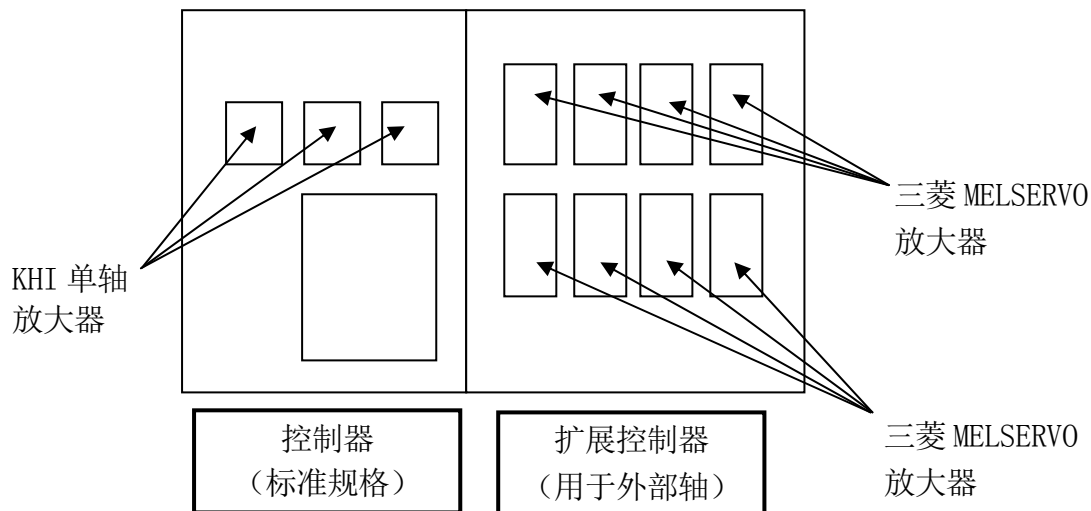 三菱 MELSERVO
放大器
KHI 单轴
放大器
控制器
（标准规格）
扩展控制器
（用于外部轴）
三菱 MELSERVO
放大器